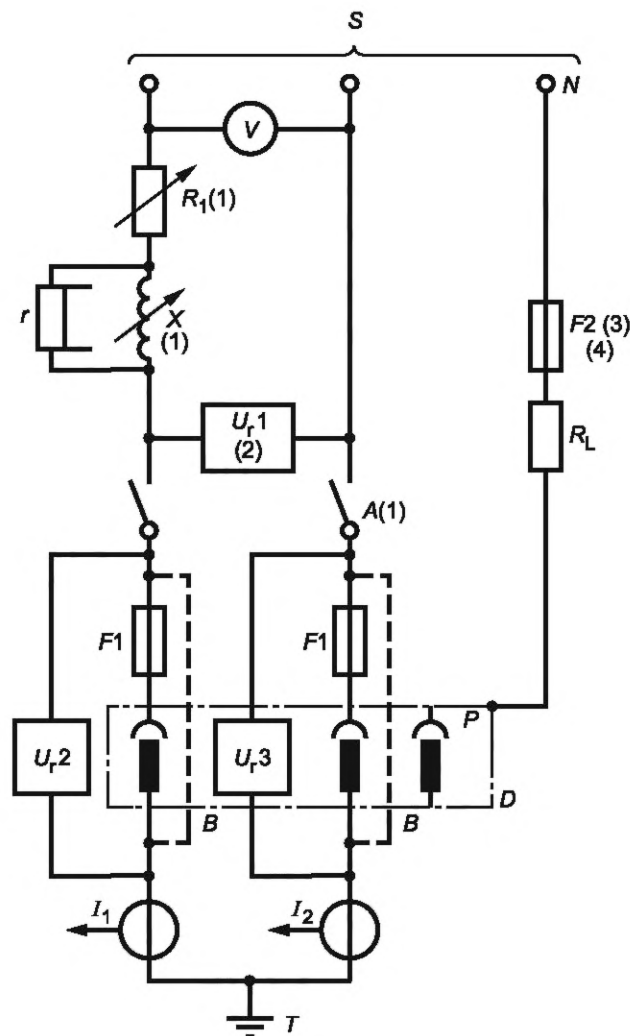 S
N
V
R1(1)
r
X
(1)
F2 (3)
(4)
Ur1
(2)
RL
A(1)
F1
F1
P
Ur2
Ur3
D
B
B
I1
I2
T